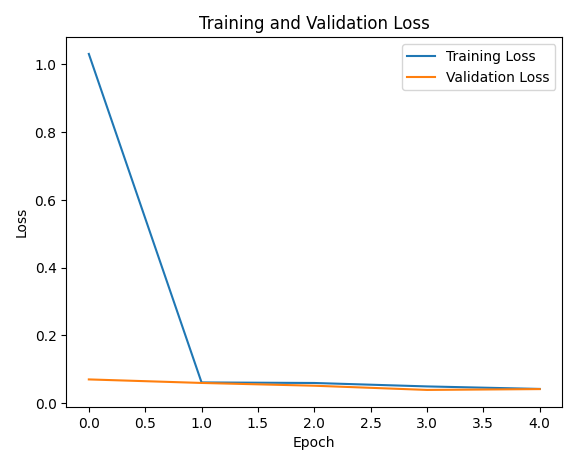 Training and Validation Loss
Training Loss
Validation Loss
Loss
1.0
0.8
0.6
0.4
0.2
0.0
0.0 0.5 1.0 1.5 2.0 2.5 3.0 3.5 4.0
Epoch